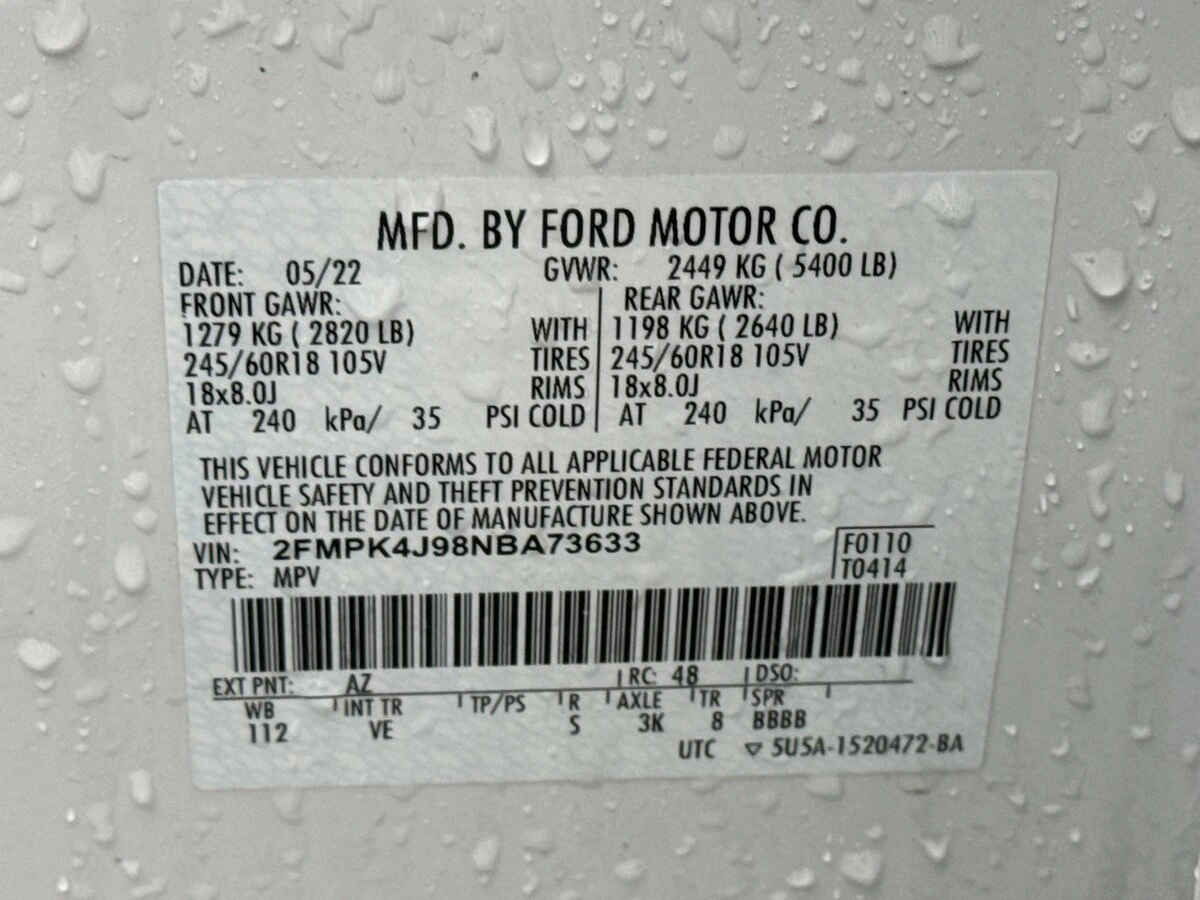 MFD. BY FORD MOTOR CO.
DATE: 05/22 GVWR: 2449 KG ( 5400 LB)
FRONT GAWR: REAR GAWR:
1279 KG ( 2820 LB) WITH 1198 KG ( 2640 LB) WITH
245/60R18 105V TIRES 245/60R18 105V TIRES
18x8.0J RIMS 18x8.0J RIMS
AT 240 kPa/ 35 PSI COLD AT 240 kPa/ 35 PSI COLD
THIS VEHICLE CONFORMS TO ALL APPLICABLE FEDERAL MOTOR
VEHICLE SAFETY AND THEFT PREVENTION STANDARDS IN
EFFECT ON THE DATE OF MANUFACTURE SHOWN ABOVE.
VIN: 2FMPK4J98NBA73633 F0110
TYPE: MPV T0414
EXT PNT: AZ RC: 48 DSO:
WB INT TR TP/PS R AXLE TR SPR
112 VE S 3K 8 BBBB
UTC ▽ 5U5A-1520472-BA